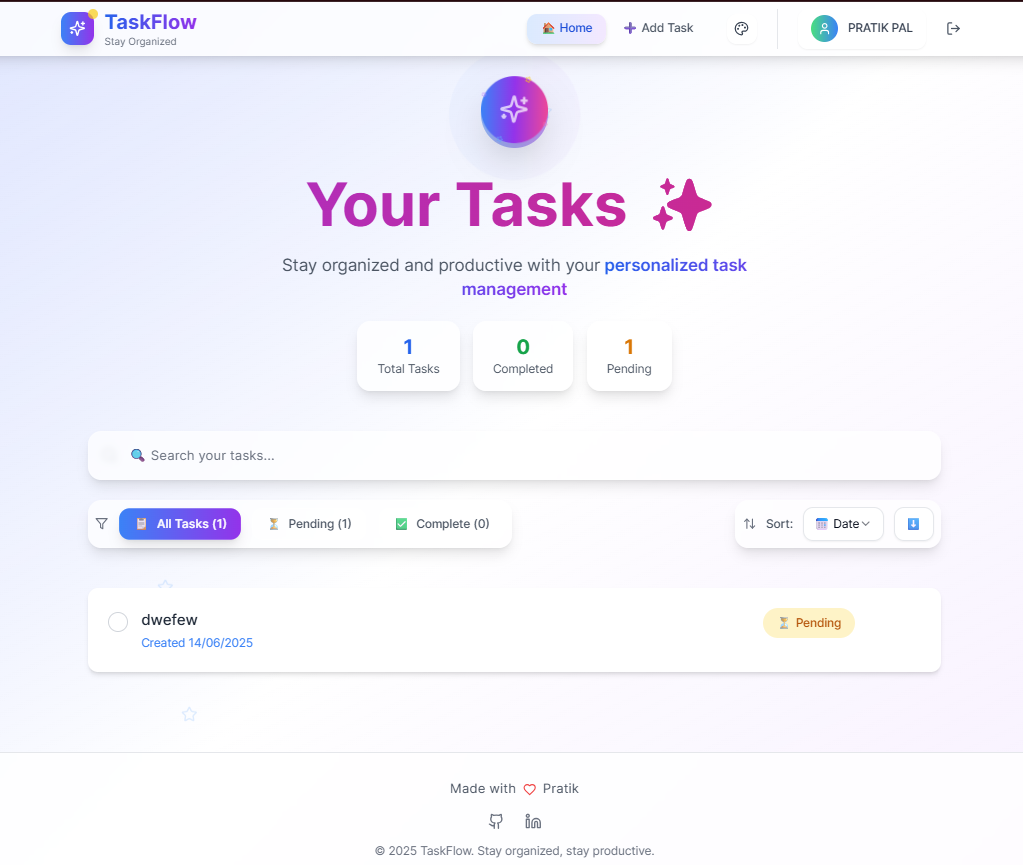 TaskFlow
Stay Organized
🏠 Home
➕ Add Task
PRATIK PAL
Your Tasks ✨
Stay organized and productive with your personalized task
management
1
Total Tasks
0
Completed
1
Pending
🔍 Search your tasks...
📋 All Tasks (1)
⏳ Pending (1)
✅ Complete (0)
Sort:
📅 Date
⬇️
dwefew
Created 14/06/2025
⏳ Pending
Made with ♡ Pratik
© 2025 TaskFlow. Stay organized, stay productive.